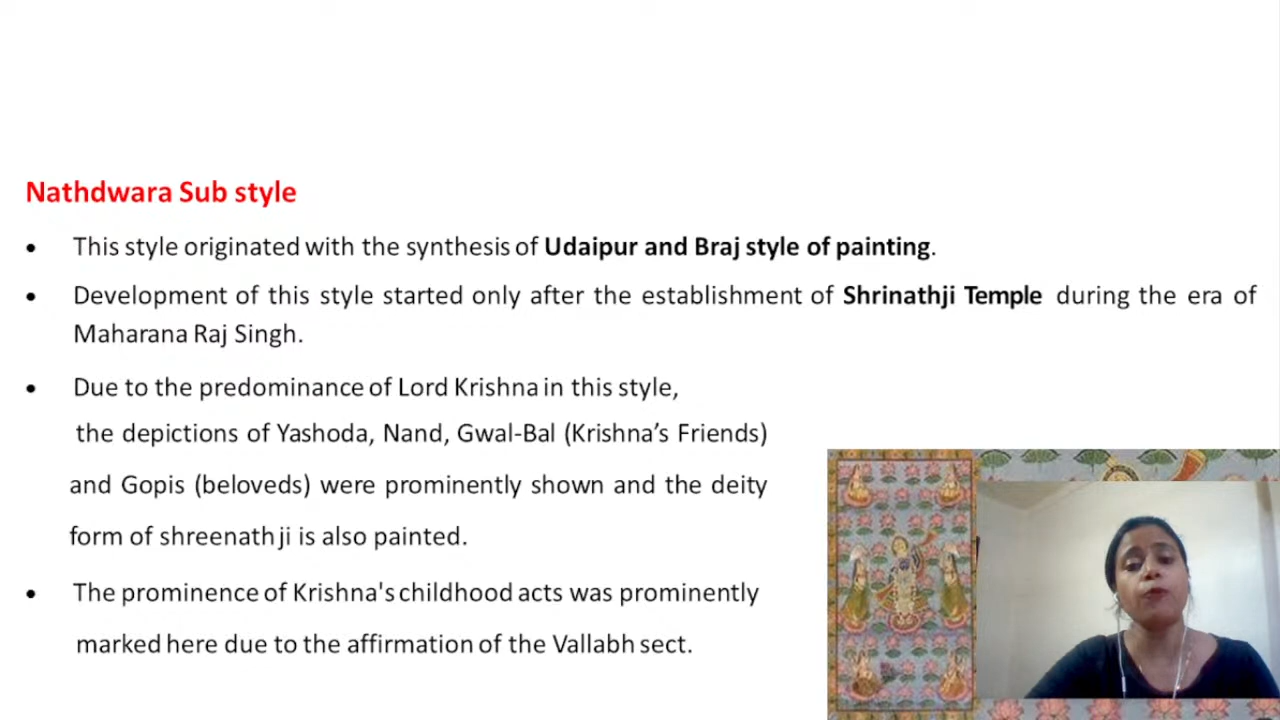 Nathdwara Sub style
• This style originated with the synthesis of Udaipur and Braj style of painting.
• Development of this style started only after the establishment of Shrinathji Temple during the era of
Maharana Raj Singh.
• Due to the predominance of Lord Krishna in this style,
the depictions of Yashoda, Nand, Gwal-Bal (Krishna’s Friends)
and Gopis (beloveds) were prominently shown and the deity
form of shreenath ji is also painted.
• The prominence of Krishna's childhood acts was prominently
marked here due to the affirmation of the Vallabh sect.